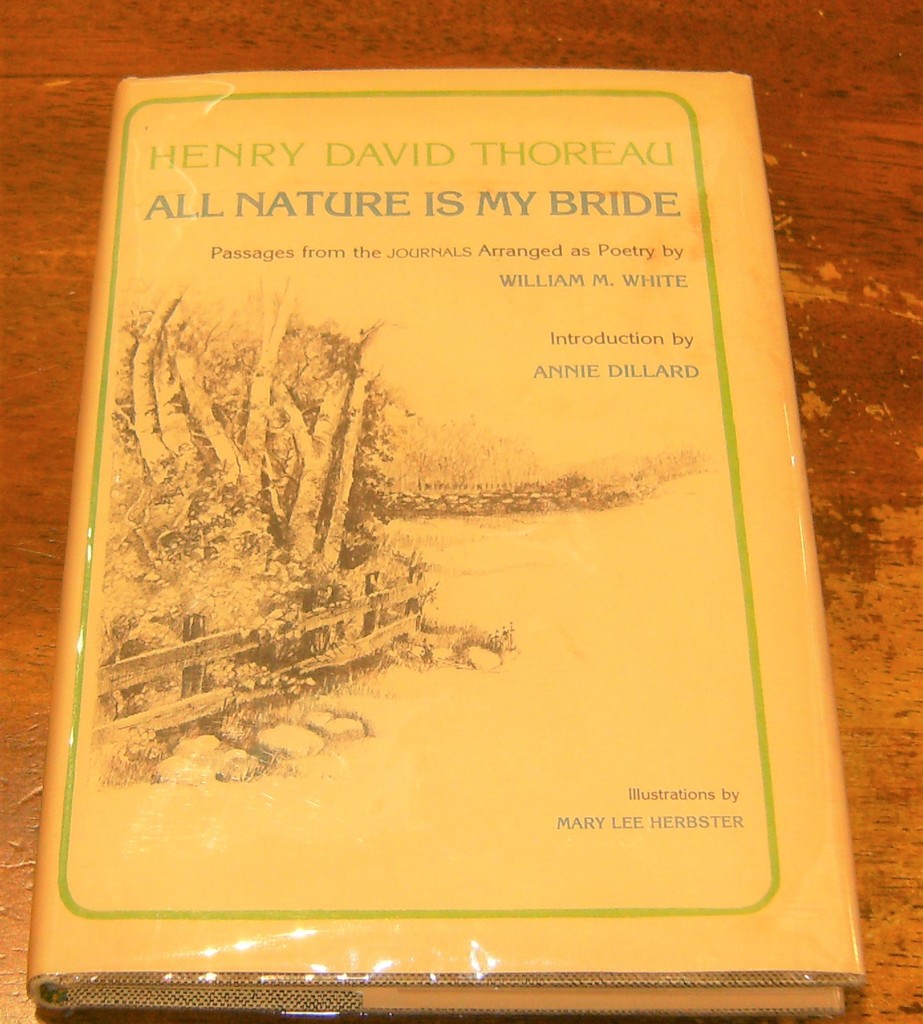 HENRY DAVID THOREAU
ALL NATURE IS MY BRIDE
Passages from the JOURNALS Arranged as Poetry by
WILLIAM M. WHITE
Introduction by
ANNIE DILLARD
Illustrations by
MARY LEE HERBSTER